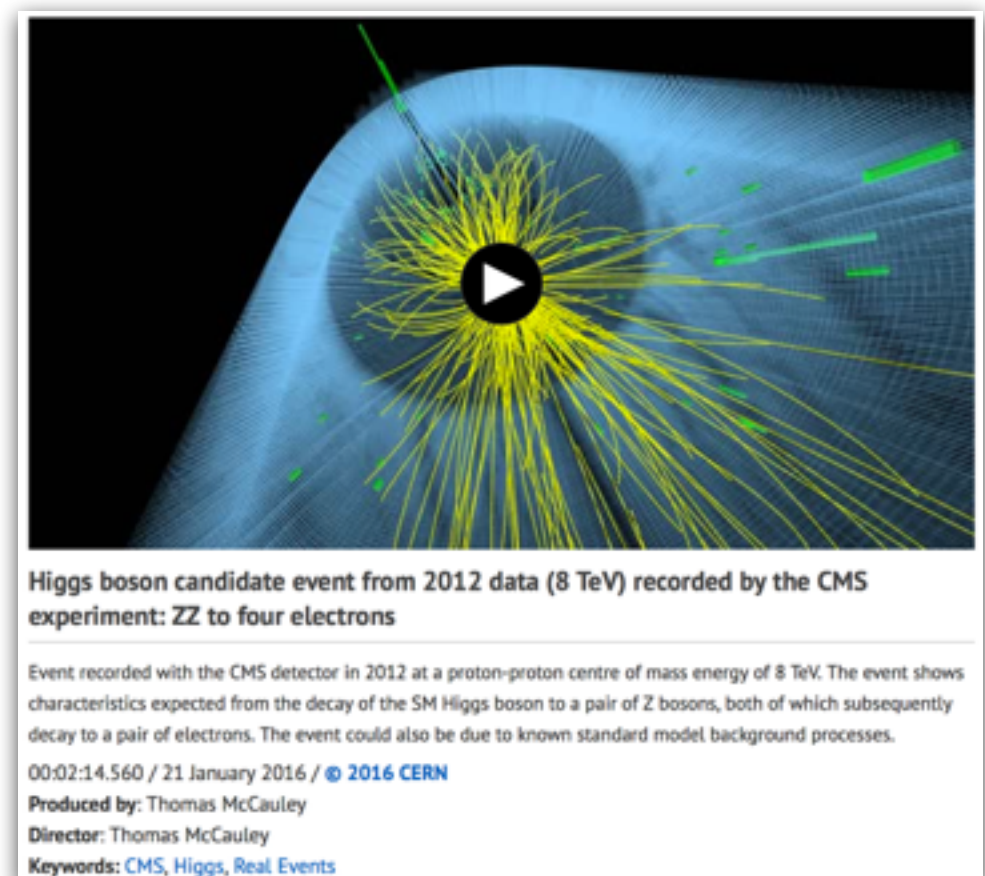 Higgs boson candidate event from 2012 data (8 TeV) recorded by the CMS
experiment: ZZ to four electrons
Event recorded with the CMS detector in 2012 at a proton-proton centre of mass energy of 8 TeV. The event shows
characteristics expected from the decay of the SM Higgs boson to a pair of Z bosons, both of which subsequently
decay to a pair of electrons. The event could also be due to known standard model background processes.
00:02:14.560 / 21 January 2016 / © 2016 CERN
Produced by: Thomas McCauley
Director: Thomas McCauley
Keywords: CMS, Higgs, Real Events